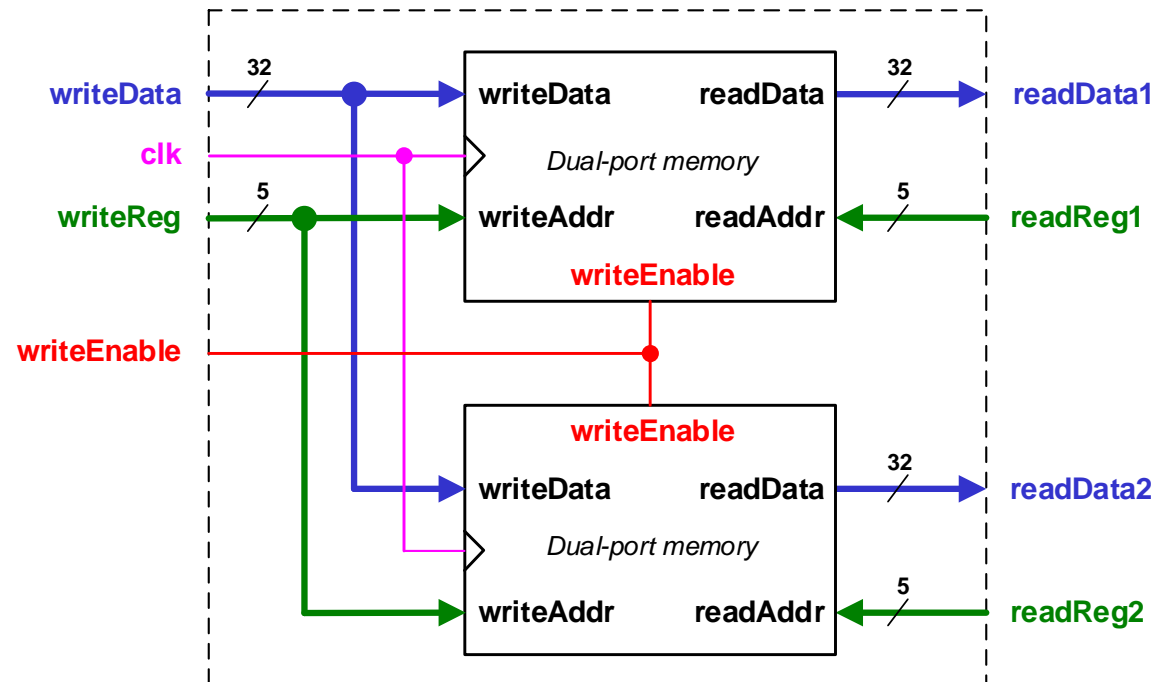 32
32
writeData
writeData
readData
readData1
clk
Dual-port memory
5
5
writeReg
writeAddr
readAddr
readReg1
writeEnable
writeEnable
writeEnable
32
writeData
readData
readData2
Dual-port memory
5
writeAddr
readAddr
readReg2